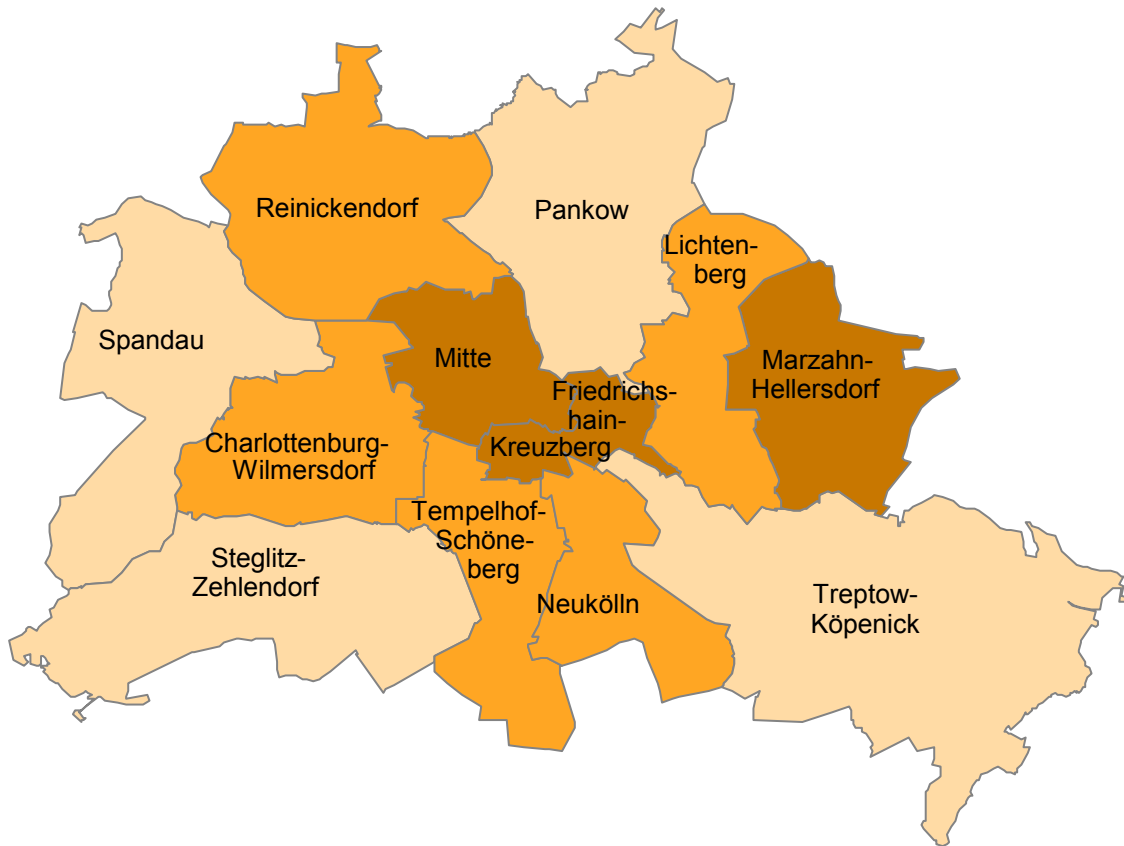 Reinickendorf
Pankow
Lichten-
berg
Spandau
Mitte
Marzahn-
Hellersdorf
Friedrichs-
hain-
Kreuzberg
Charlottenburg-
Wilmersdorf
Tempelhof-
Schöne-
berg
Steglitz-
Zehlendorf
Neukölln
Treptow-
Köpenick